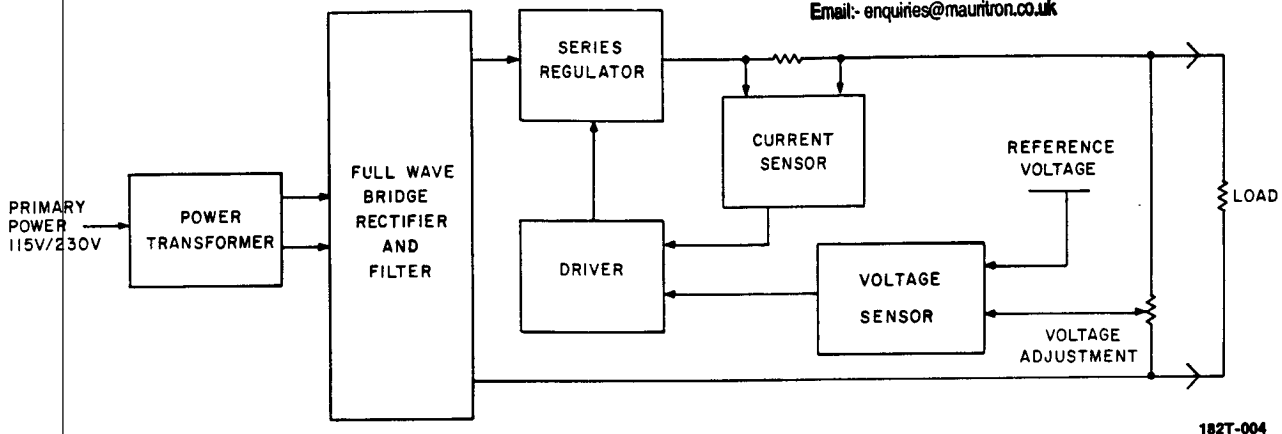 Email:- enquiries@mauritron.co.uk
SERIES
REGULATOR
CURRENT
SENSOR
REFERENCE
VOLTAGE
FULL WAVE
BRIDGE
RECTIFIER
AND
FILTER
PRIMARY
POWER
115V/230V
POWER
TRANSFORMER
LOAD
DRIVER
VOLTAGE
SENSOR
VOLTAGE
ADJUSTMENT
182T-004